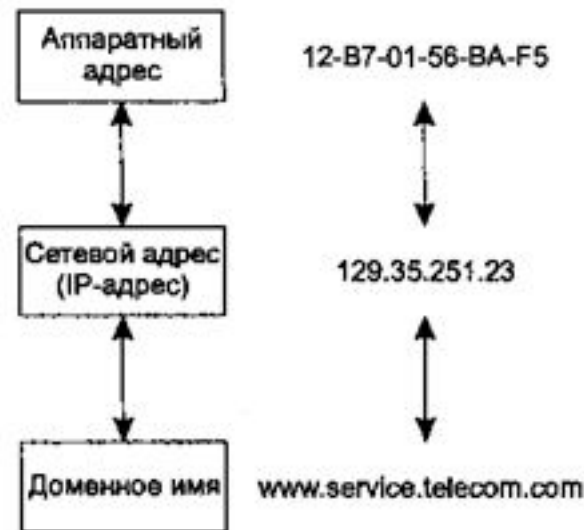 Аппаратный
адрес
12-B7-01-56-BA-F5
Сетевой адрес
(IP-адрес)
129.35.251.23
Доменное имя
www.service.telecom.com